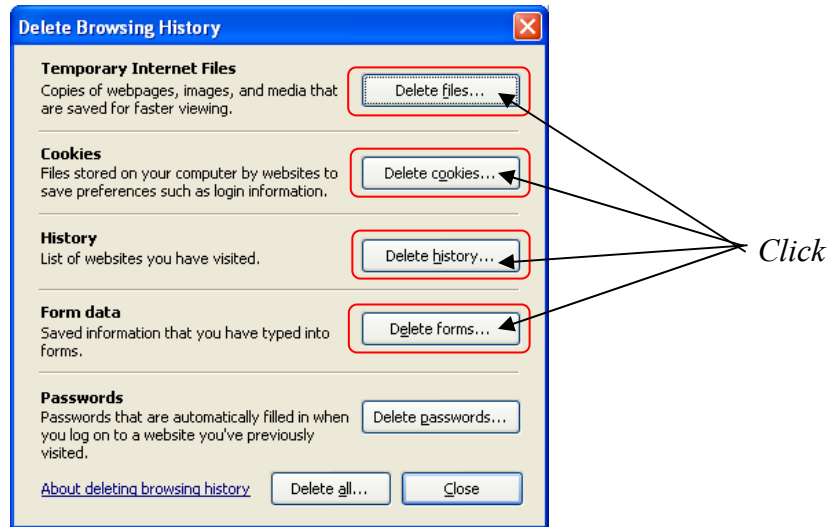 Delete Browsing History
Temporary Internet Files
Copies of webpages, images, and media that
are saved for faster viewing.
Delete files...
Cookies
Files stored on your computer by websites to
save preferences such as login information.
Delete cookies...
History
List of websites you have visited.
Delete history...
Click
Form data
Saved information that you have typed into
forms.
Delete forms...
Passwords
Passwords that are automatically filled in when
you log on to a website you've previously
visited.
Delete passwords...
About deleting browsing history
Delete all...
Close